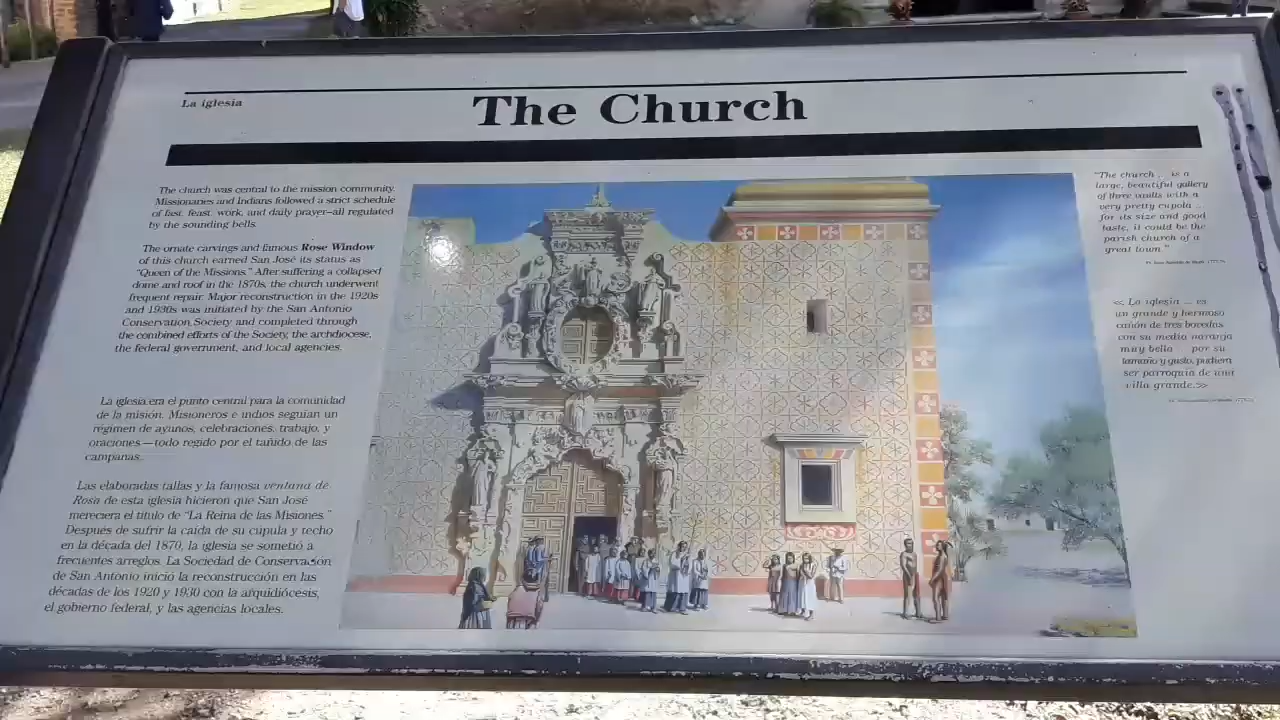 La iglesia
The Church
The church was central to the mission community.
Missionaries and Indians followed a strict schedule
of fast, feast, work, and daily prayer—all regulated
by the sounding bells.
The ornate carvings and famous Rose Window
of this church earned San José its status as
"Queen of the Missions." After suffering a collapsed
dome and roof in the 1870s, the church underwent
frequent repair. Major reconstruction in the 1920s
and 1930s was initiated by the San Antonio
Conservation Society and completed through
the combined efforts of the Society, the archdiocese,
the federal government, and local agencies.
La iglesia era el punto central para la comunidad
de la misión. Misioneros e indios seguían un
régimen de ayunos, celebraciones, trabajo, y
oraciones—todo regido por el tañido de las
campanas.
Las elaboradas tallas y la famosa ventana de
Rosa de esta iglesia hicieron que San José
mereciera el título de "La Reina de las Misiones."
Después de sufrir la caída de su cúpula y techo
en la década del 1870, la iglesia se sometió a
frecuentes arreglos. La Sociedad de Conservación
de San Antonio inició la reconstrucción en las
décadas de los 1920 y 1930 con la arquidiócesis,
el gobierno federal, y las agencias locales.
"The church ... is a
large, beautiful gallery
of three vaults with a
very pretty cupola ...
for its size and good
taste, it could be the
parish church of a
great town."
<< La iglesia ... es
un grande y hermoso
cañón de tres bovedas
con su media naranja
muy bella ... por su
tamaño y gusto, pudiera
ser parroquia de una
villa grande.>>